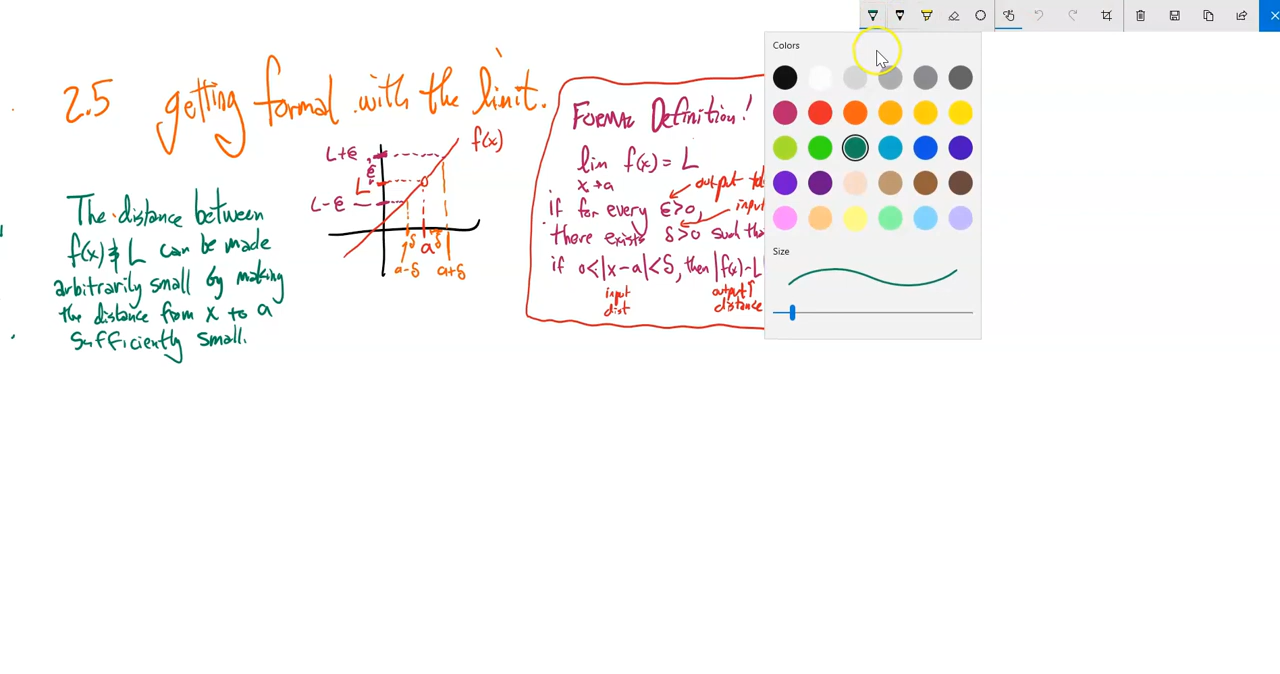 Colors
Size
2.5 getting formal with the limit.
The distance between
f(x) & L can be made
arbitrarily small by making
the distance from x to a
sufficiently small.
L+ε
ε
L
L-ε
f(x)
δ
δ
a
a-δ
a+δ
Formal Definition!
lim f(x) = L
x→a
output
if for every ε>0,
there exists δ>0 such
if 0<|x-a|<δ, then |f(x)-L
input
dist
output
distance